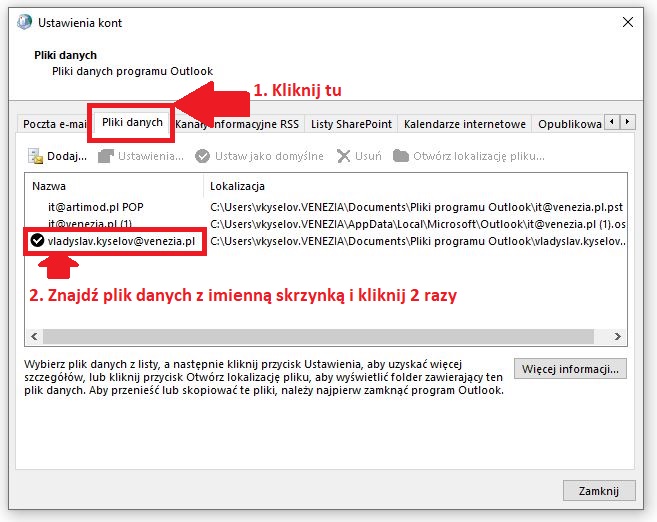 Ustawienia kont
Pliki danych
Pliki danych programu Outlook
1. Kliknij tu
Poczta e-mai
Pliki danych
Kanały informacyjne RSS
Listy SharePoint
Kalendarze internetowe
Opublikowa
Dodaj...
Ustawienia...
Ustaw jako domyślne
Usuń
Otwórz lokalizację pliku...
Nazwa
Lokalizacja
it@artimod.pl POP
C:\Users\vkyselov.VENEZIA\Documents\Pliki programu Outlook\it@venezia.pl.pst
it@venezia.pl (1)
C:\Users\vkyselov.VENEZIA\AppData\Local\Microsoft\Outlook\it@venezia.pl (1).os
vladyslav.kyselov@venezia.pl
C:\Users\vkyselov.VENEZIA\Documents\Pliki programu Outlook\vladyslav.kyselov..
2. Znajdź plik danych z imienną skrzynką i kliknij 2 razy
Wybierz plik danych z listy, a następnie kliknij przycisk Ustawienia, aby uzyskać więcej
szczegółów, lub kliknij przycisk Otwórz lokalizację pliku, aby wyświetlić folder zawierający ten
plik danych. Aby przenieść lub skopiować te pliki, należy najpierw zamknąć program Outlook.
Więcej informacji...
Zamknij